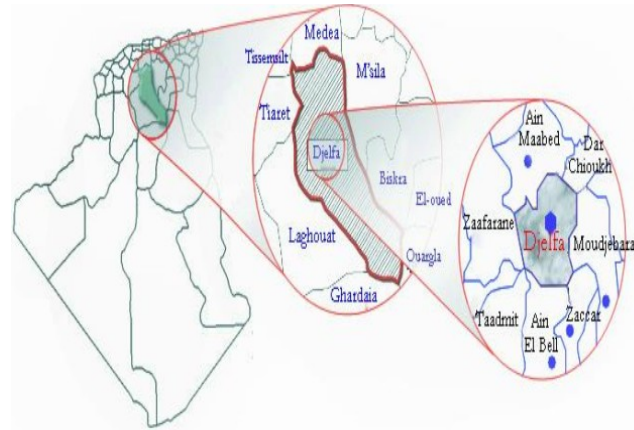 Medea
Tissemsilt
M'sila
Tiaret
Djelfa
Biskra
El-oued
Laghouat
Ouargla
Ghardaia
Ain
Maabed
Dar
Chioukh
Zaafarane
Djelfa
Moudjebara
Taadmit
Ain
El Bell
Zaccar